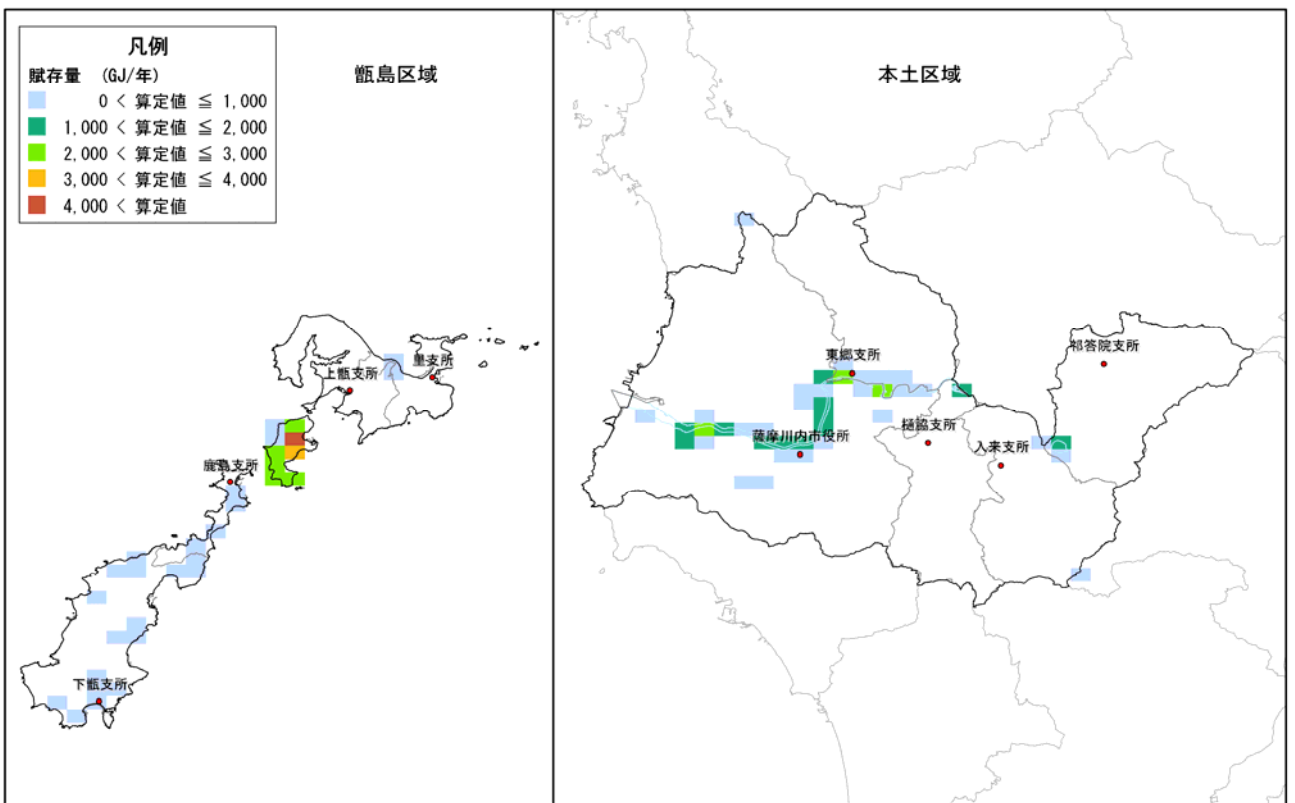 凡例
賦存量 (GJ/年)
0 < 算定値 ≦ 1,000
1,000 < 算定値 ≦ 2,000
2,000 < 算定値 ≦ 3,000
3,000 < 算定値 ≦ 4,000
4,000 < 算定値
甑島区域
本土区域
里支所
上甑支所
鹿島支所
下甑支所
東郷支所
祁答院支所
樋脇支所
薩摩川内市役所
入来支所